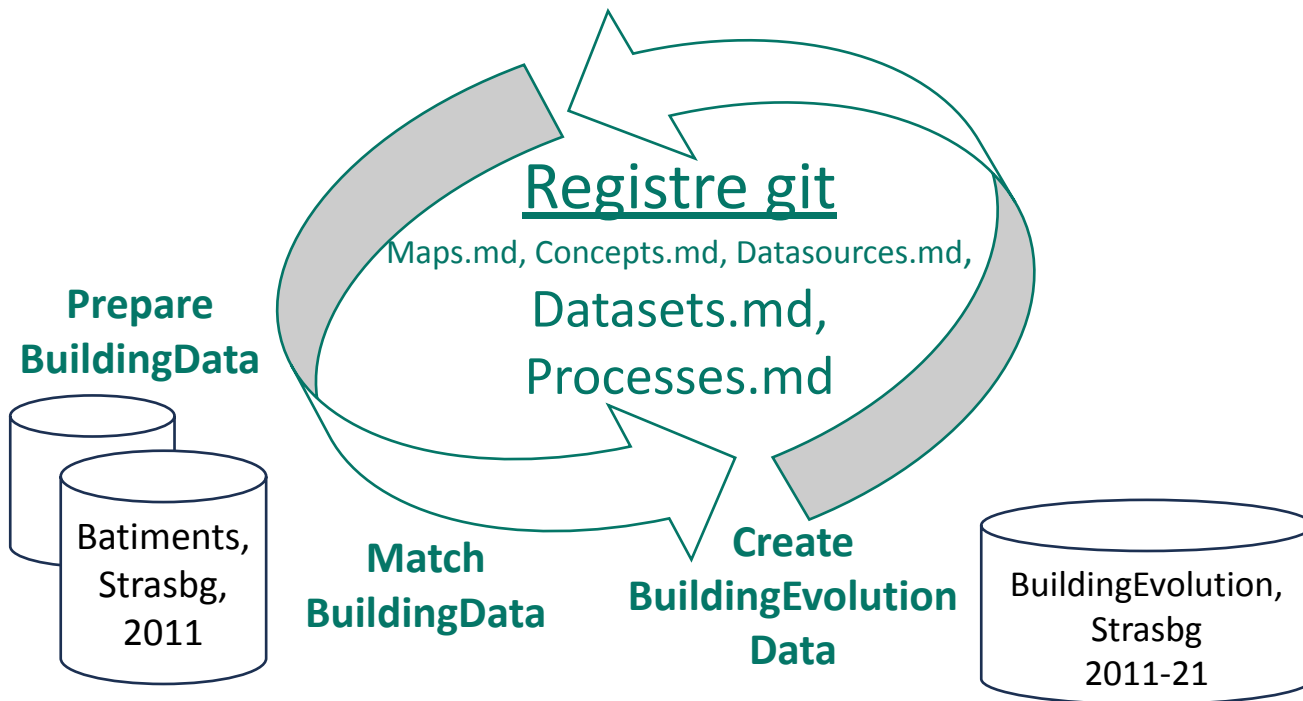 Registre git
Maps.md, Concepts.md, Datasources.md,
Datasets.md,
Processes.md
Prepare
BuildingData
Batiments,
Strasbg,
2011
Match
BuildingData
Create
BuildingEvolution
Data
BuildingEvolution,
Strasbg
2011-21